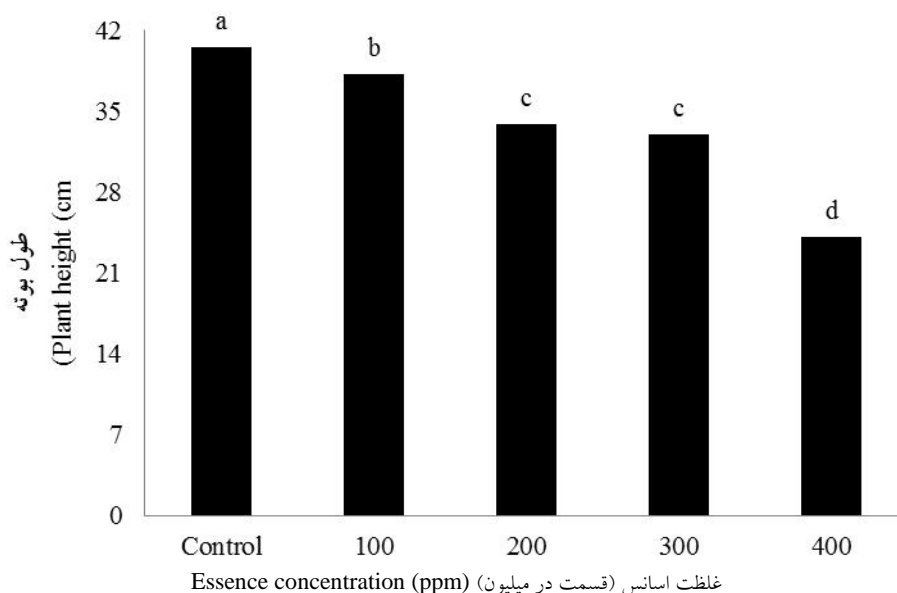 42
35
28
21
14
7
0
طول بوته
(Plant height (cm
a
b
c
c
d
Control 100 200 300 400
Essence concentration (ppm) غلظت اسانس (قسمت در میلیون)